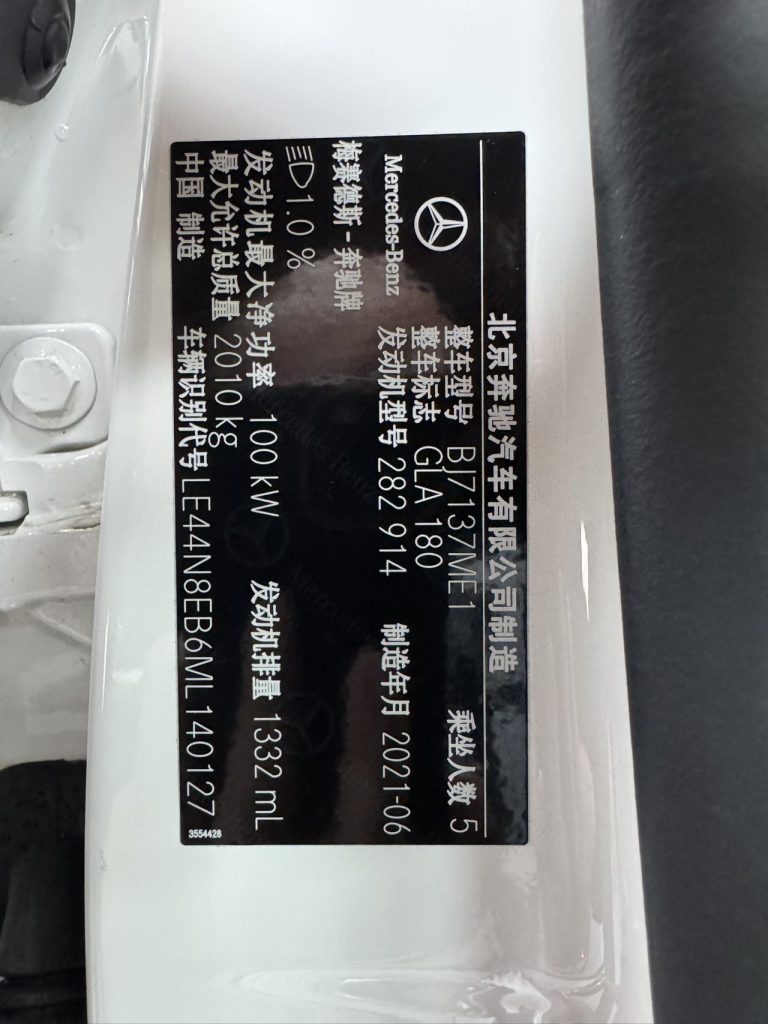 北京奔驰汽车有限公司制造
Mercedes-Benz
整车型号 BJ7137ME1 乘坐人数 5
整车标志 GLA 180
发动机型号 282 914 制造年月 2021-06
梅赛德斯-奔驰牌
1.0 %
发动机最大净功率 100 kW 发动机排量 1332 mL
最大允许总质量 2010 kg
中国 制造 车辆识别代号 LE44N8EB6ML140127
3554428